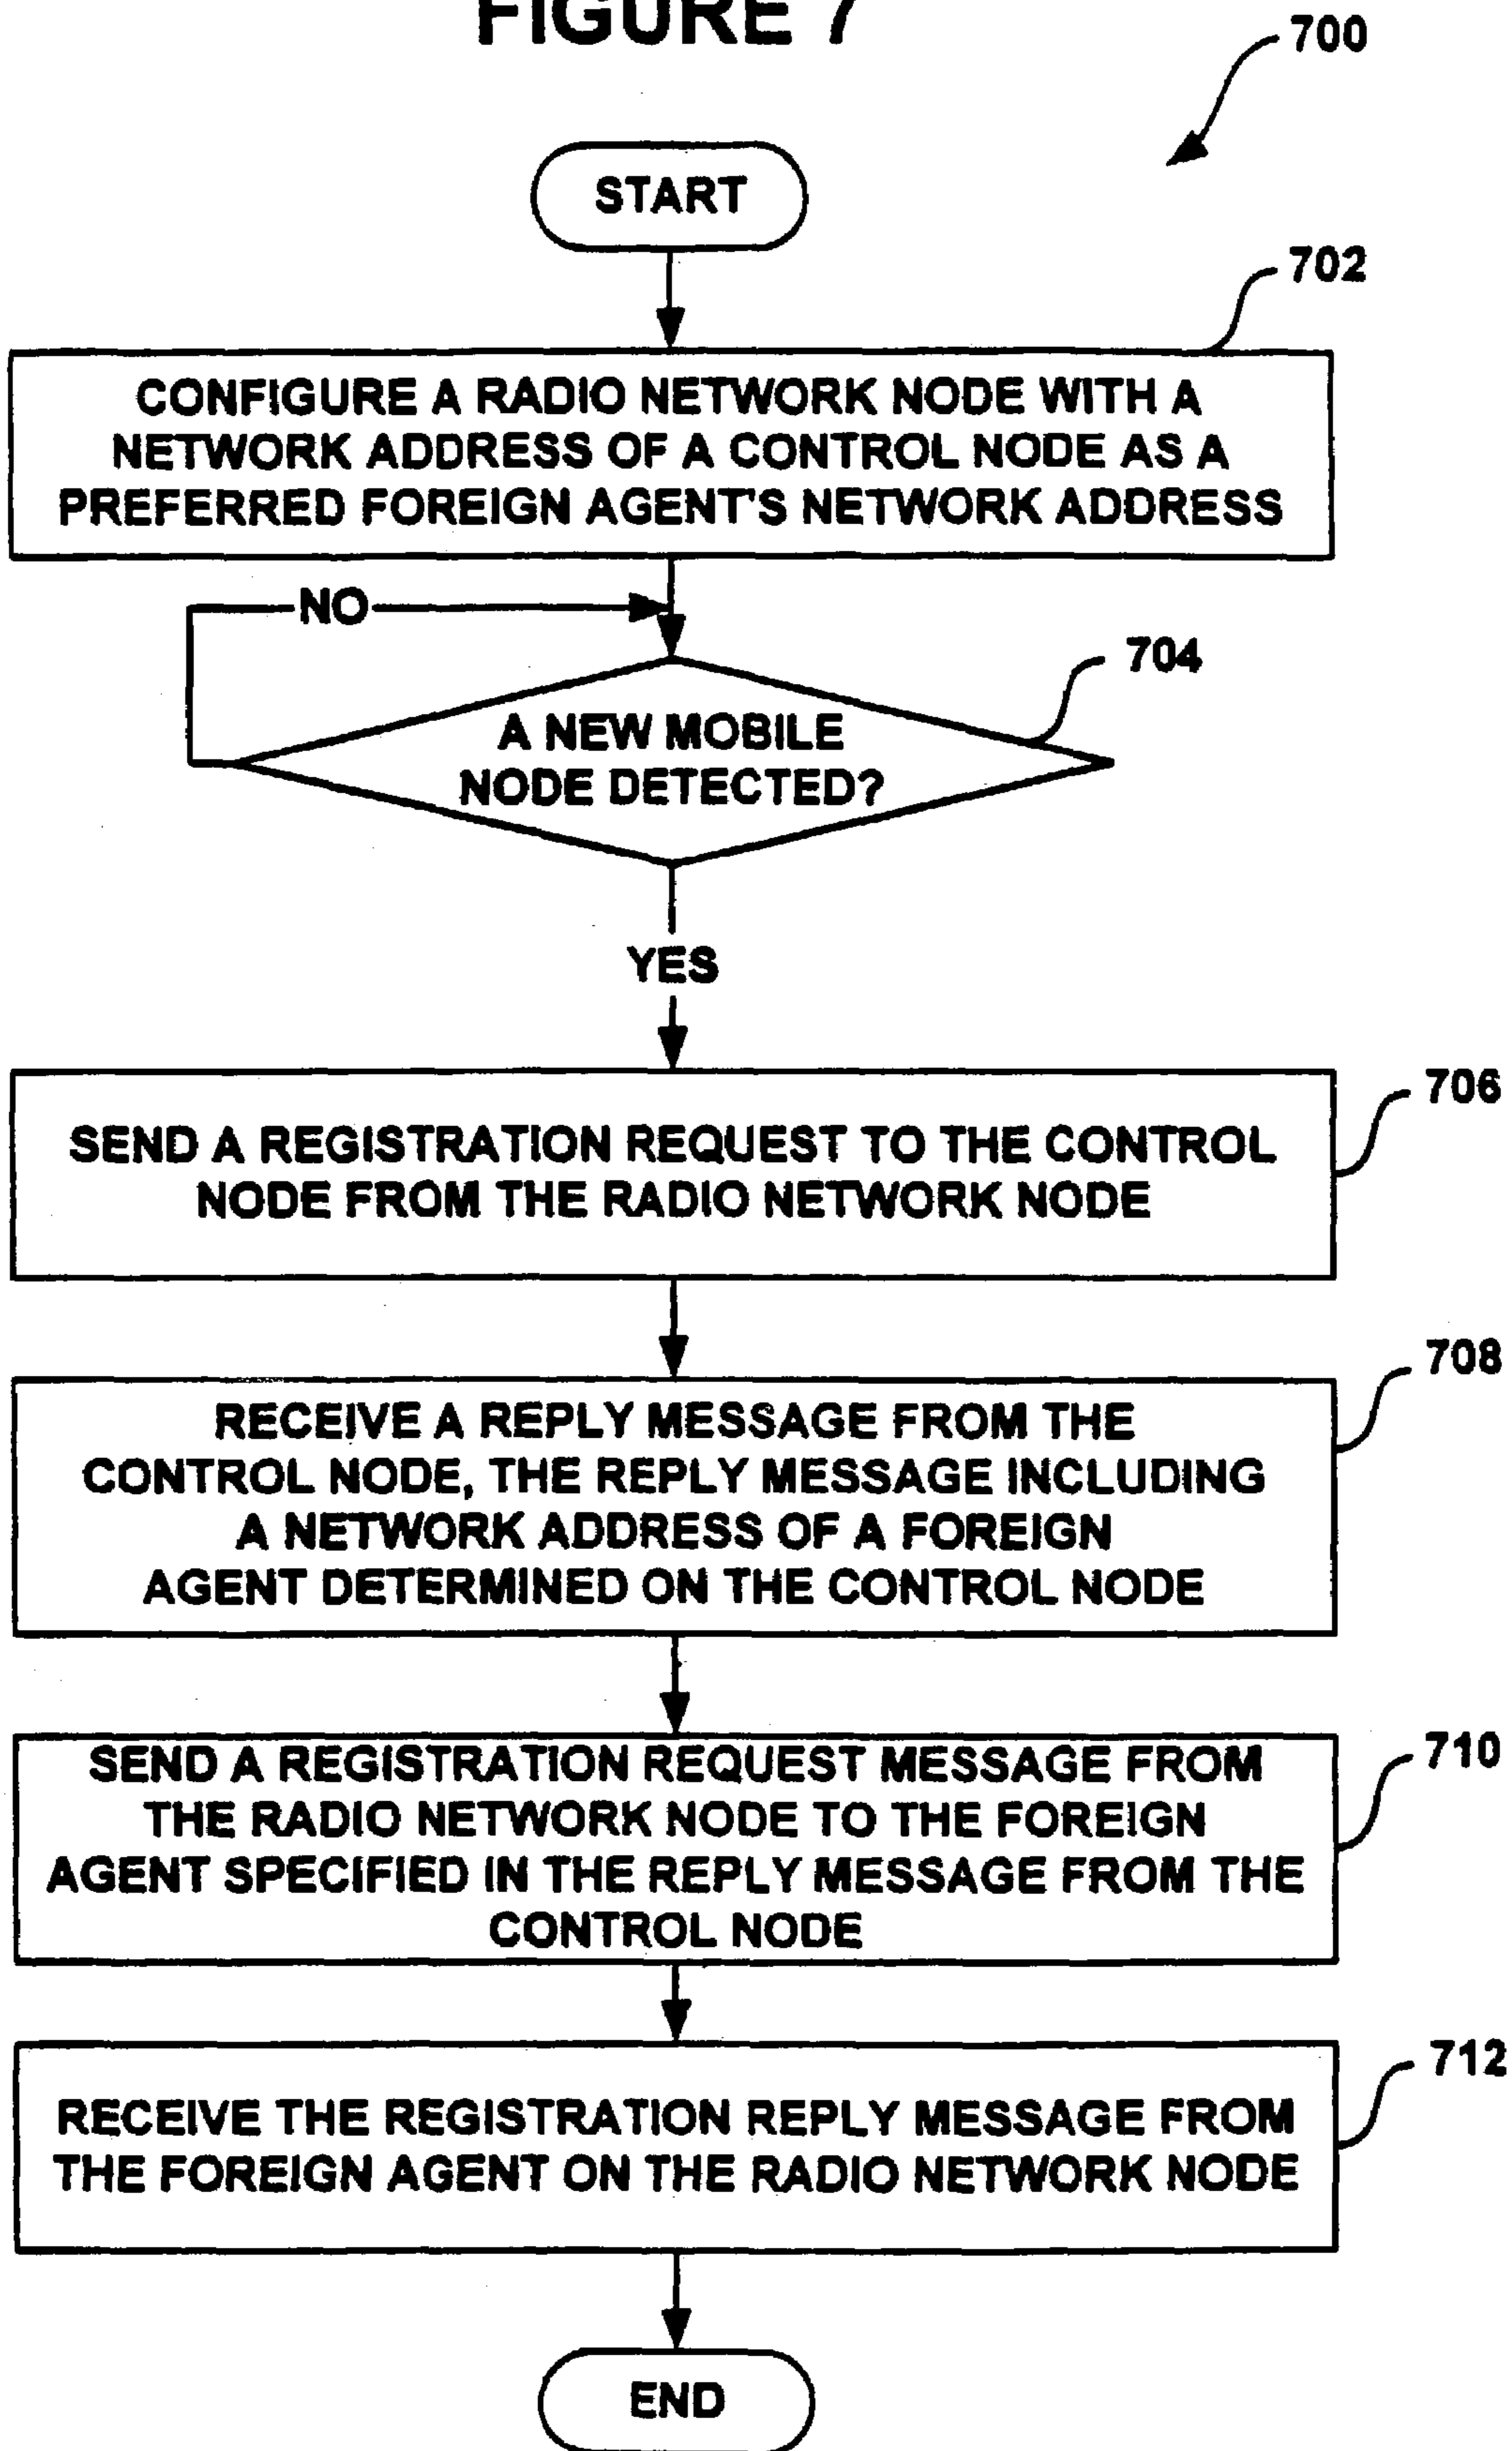 FIGURE 7
700
START
702
CONFIGURE A RADIO NETWORK NODE WITH A
NETWORK ADDRESS OF A CONTROL NODE AS A
PREFERRED FOREIGN AGENT'S NETWORK ADDRESS
NO
704
A NEW MOBILE
NODE DETECTED?
YES
706
SEND A REGISTRATION REQUEST TO THE CONTROL
NODE FROM THE RADIO NETWORK NODE
708
RECEIVE A REPLY MESSAGE FROM THE
CONTROL NODE, THE REPLY MESSAGE INCLUDING
A NETWORK ADDRESS OF A FOREIGN
AGENT DETERMINED ON THE CONTROL NODE
710
SEND A REGISTRATION REQUEST MESSAGE FROM
THE RADIO NETWORK NODE TO THE FOREIGN
AGENT SPECIFIED IN THE REPLY MESSAGE FROM THE
CONTROL NODE
712
RECEIVE THE REGISTRATION REPLY MESSAGE FROM
THE FOREIGN AGENT ON THE RADIO NETWORK NODE
END